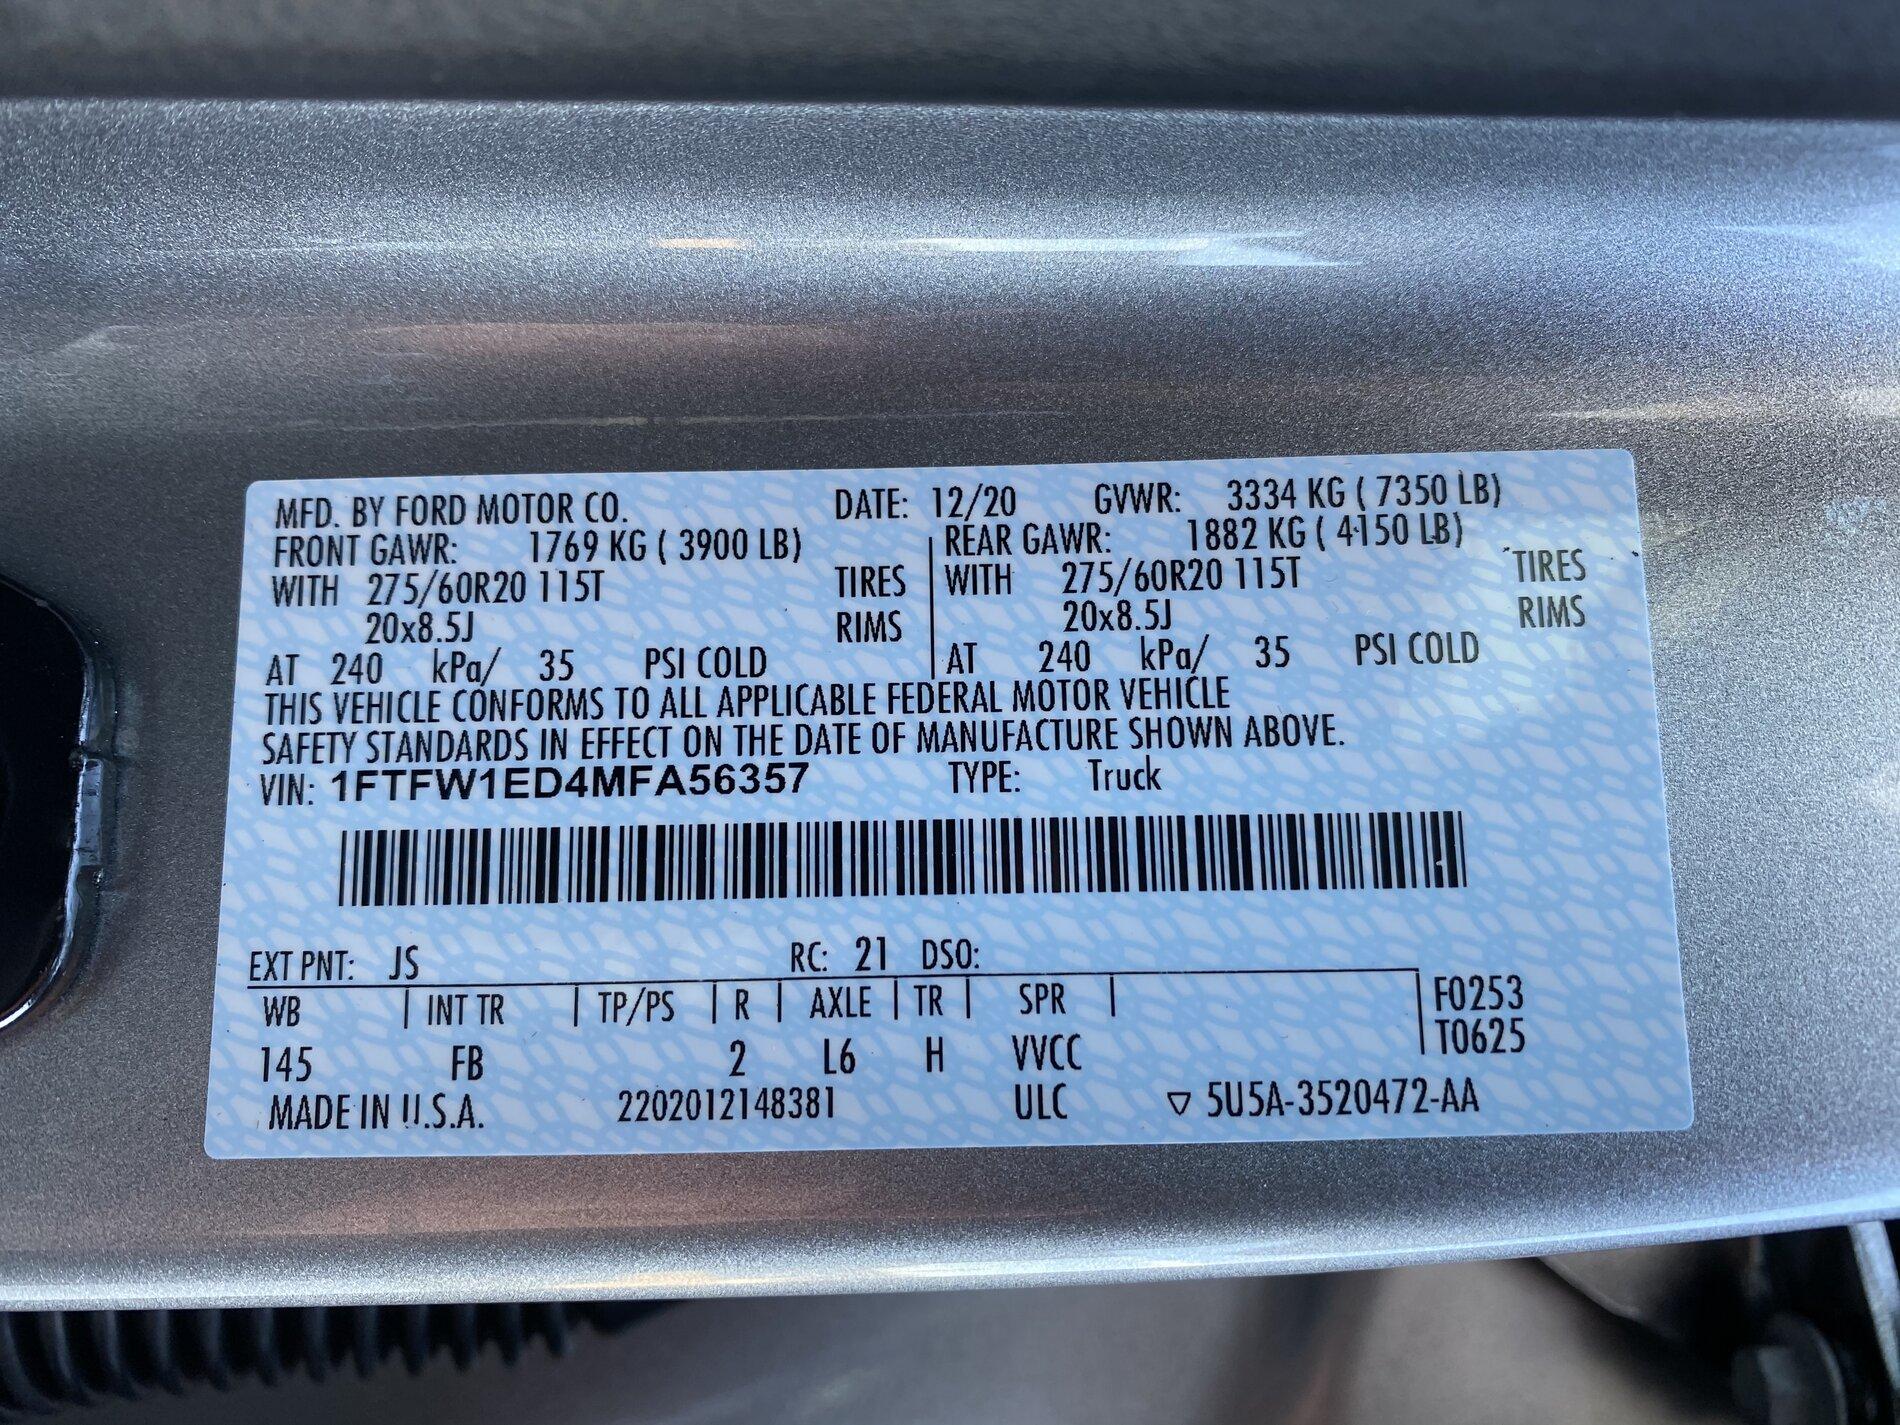 MFD. BY FORD MOTOR CO. DATE: 12/20 GVWR: 3334 KG ( 7350 LB)
FRONT GAWR: 1769 KG ( 3900 LB) REAR GAWR: 1882 KG ( 4150 LB)
WITH 275/60R20 115T TIRES WITH 275/60R20 115T TIRES
20x8.5J RIMS 20x8.5J RIMS
AT 240 kPa/ 35 PSI COLD AT 240 kPa/ 35 PSI COLD
THIS VEHICLE CONFORMS TO ALL APPLICABLE FEDERAL MOTOR VEHICLE
SAFETY STANDARDS IN EFFECT ON THE DATE OF MANUFACTURE SHOWN ABOVE.
VIN: 1FTFW1ED4MFA56357 TYPE: Truck
EXT PNT: JS RC: 21 DSO:
WB INT TR TP/PS R AXLE TR SPR F0253
T0625
145 FB 2 L6 H VVCC
MADE IN U.S.A. 2202012148381 ULC ▽ 5U5A-3520472-AA